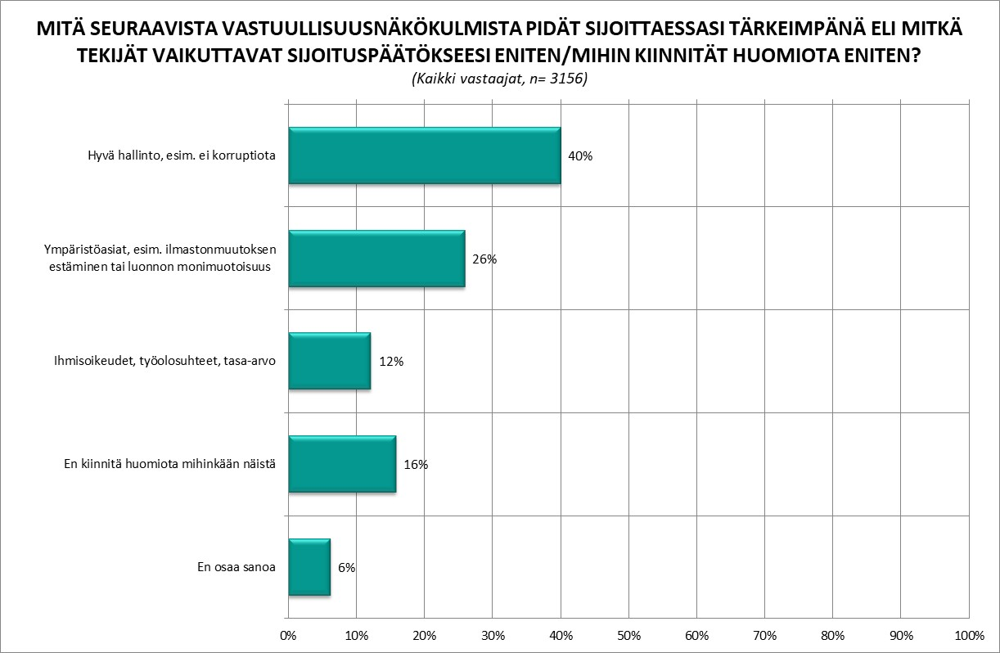 MITÄ SEURAAVISTA VASTUULLISUUSNÄKÖKULMISTA PIDÄT SIJOITTAESSASI TÄRKEIMPÄNÄ ELI MITKÄ
TEKIJÄT VAIKUTTAVAT SIJOITUSPÄÄTÖKSEESI ENITEN/MIHIN KIINNITÄT HUOMIOTA ENITEN?
(Kaikki vastaajat, n= 3156)
Hyvä hallinto, esim. ei korruptiota
40%
Ympäristöasiat, esim. ilmastonmuutoksen
estäminen tai luonnon monimuotoisuus
26%
Ihmisoikeudet, työolosuhteet, tasa-arvo
12%
En kiinnitä huomiota mihinkään näistä
16%
En osaa sanoa
6%
0% 10% 20% 30% 40% 50% 60% 70% 80% 90% 100%